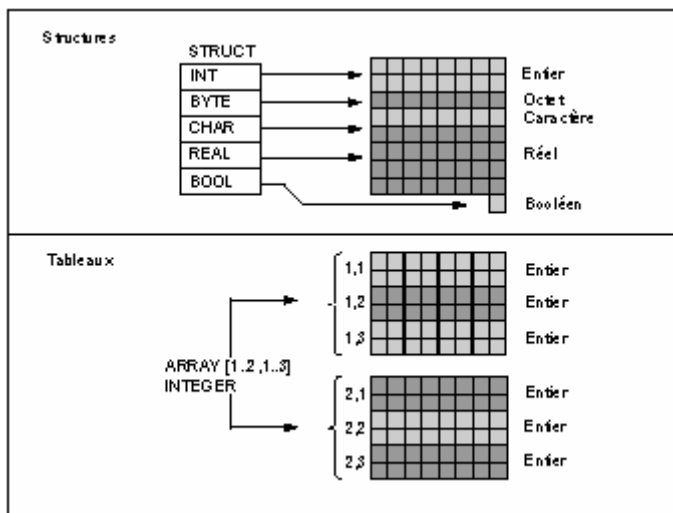 Structures
STRUCT
INT
BYTE
CHAR
REAL
BOOL
Entier
Octet
Caractère
Réel
Booléen
Tableaux
ARRAY [1..2 ,1..3]
INTEGER
1,1
1,2
1,3
Entier
Entier
Entier
2,1
2,2
2,3
Entier
Entier
Entier